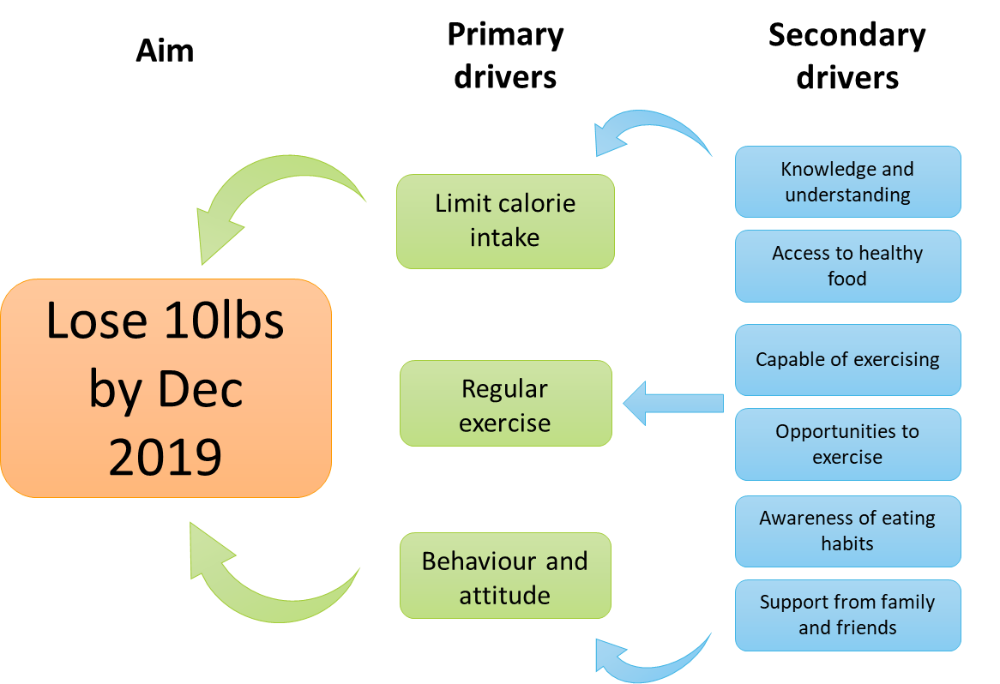 Aim
Primary
drivers
Secondary
drivers
Lose 10lbs
by Dec
2019
Limit calorie
intake
Regular
exercise
Behaviour and
attitude
Knowledge and
understanding
Access to healthy
food
Capable of exercising
Opportunities to
exercise
Awareness of eating
habits
Support from family
and friends